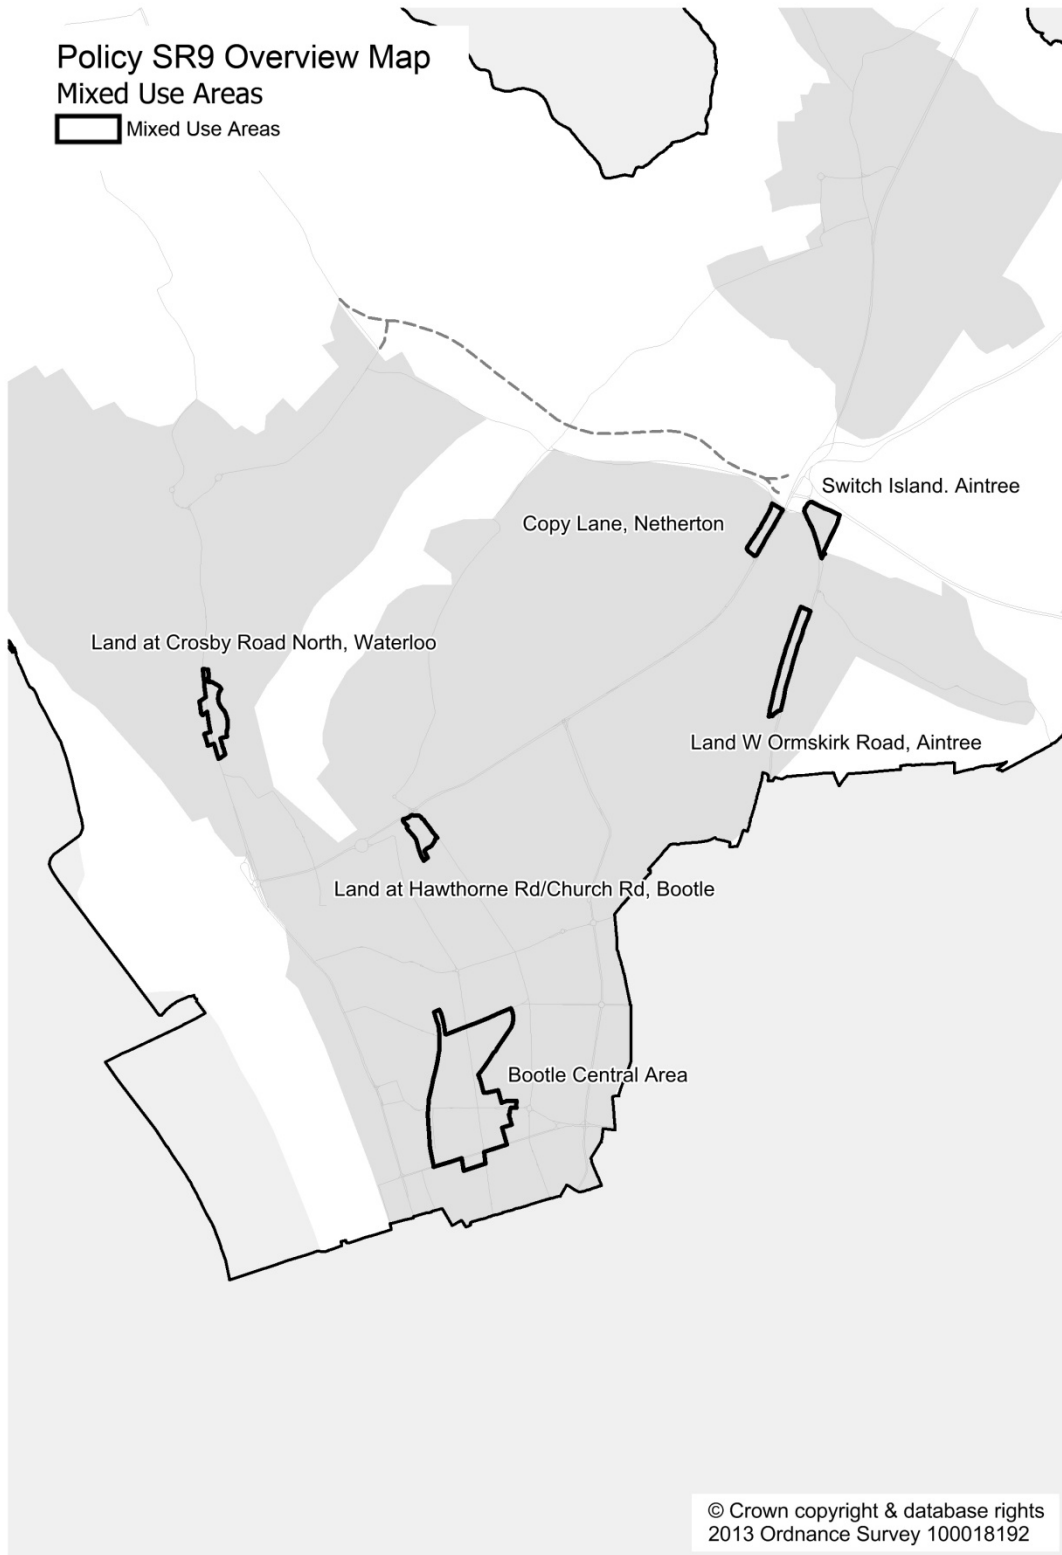 Policy SR9 Overview Map
Mixed Use Areas
Mixed Use Areas
Switch Island. Aintree
Copy Lane, Netherton
Land at Crosby Road North, Waterloo
Land W Ormskirk Road, Aintree
Land at Hawthorne Rd/Church Rd, Bootle
Bootle Central Area
© Crown copyright & database rights
2013 Ordnance Survey 100018192